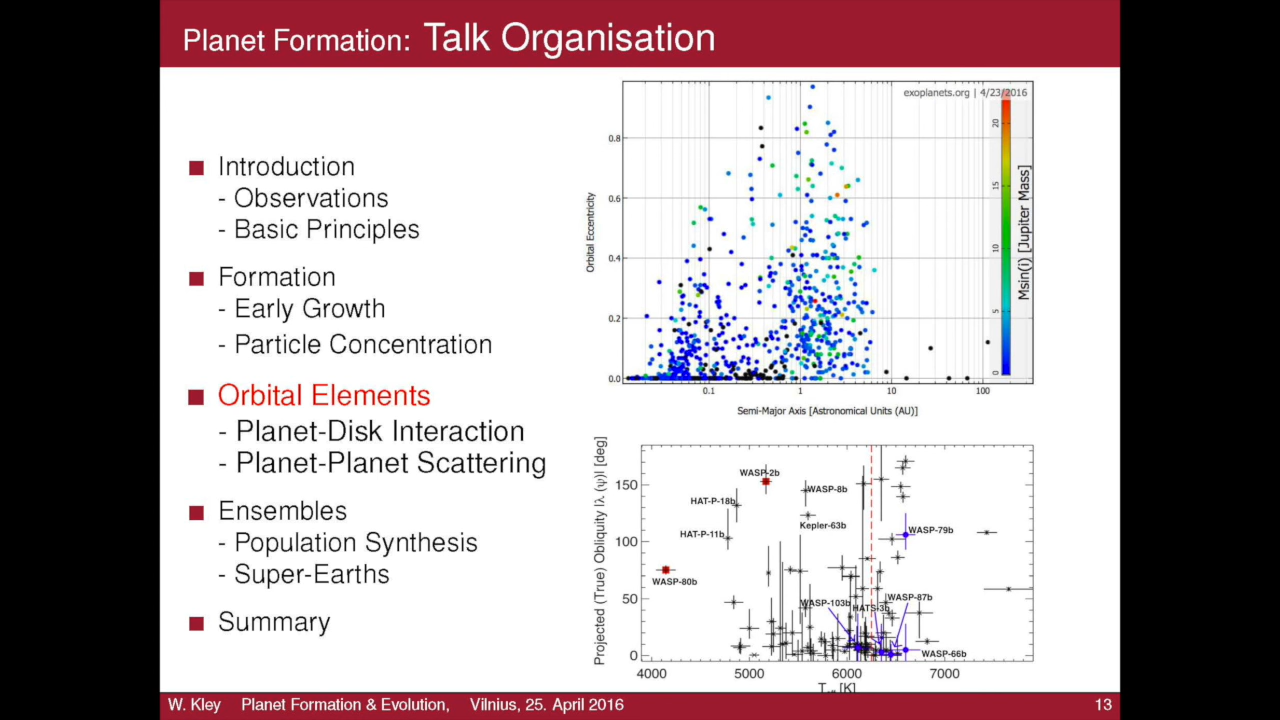 Planet Formation: Talk Organisation
Introduction
- Observations
- Basic Principles
Formation
- Early Growth
- Particle Concentration
Orbital Elements
- Planet-Disk Interaction
- Planet-Planet Scattering
Ensembles
- Population Synthesis
- Super-Earths
Summary
exoplanets.org | 4/23/2016
Orbital Eccentricity
0.8
0.6
0.4
0.2
0.0
0.1
1
10
100
Semi-Major Axis [Astronomical Units (AU)]
20
15
10
5
0
Msin(i) [Jupiter Mass]
Projected (True) Obliquity |λ (ψ)| [deg]
150
100
50
0
WASP-2b
HAT-P-18b
WASP-8b
Kepler-63b
HAT-P-11b
WASP-79b
WASP-80b
WASP-103b
HATS-3b
WASP-87b
WASP-66b
4000
5000
6000
7000
[K]
W. Kley Planet Formation & Evolution, Vilnius, 25. April 2016 13